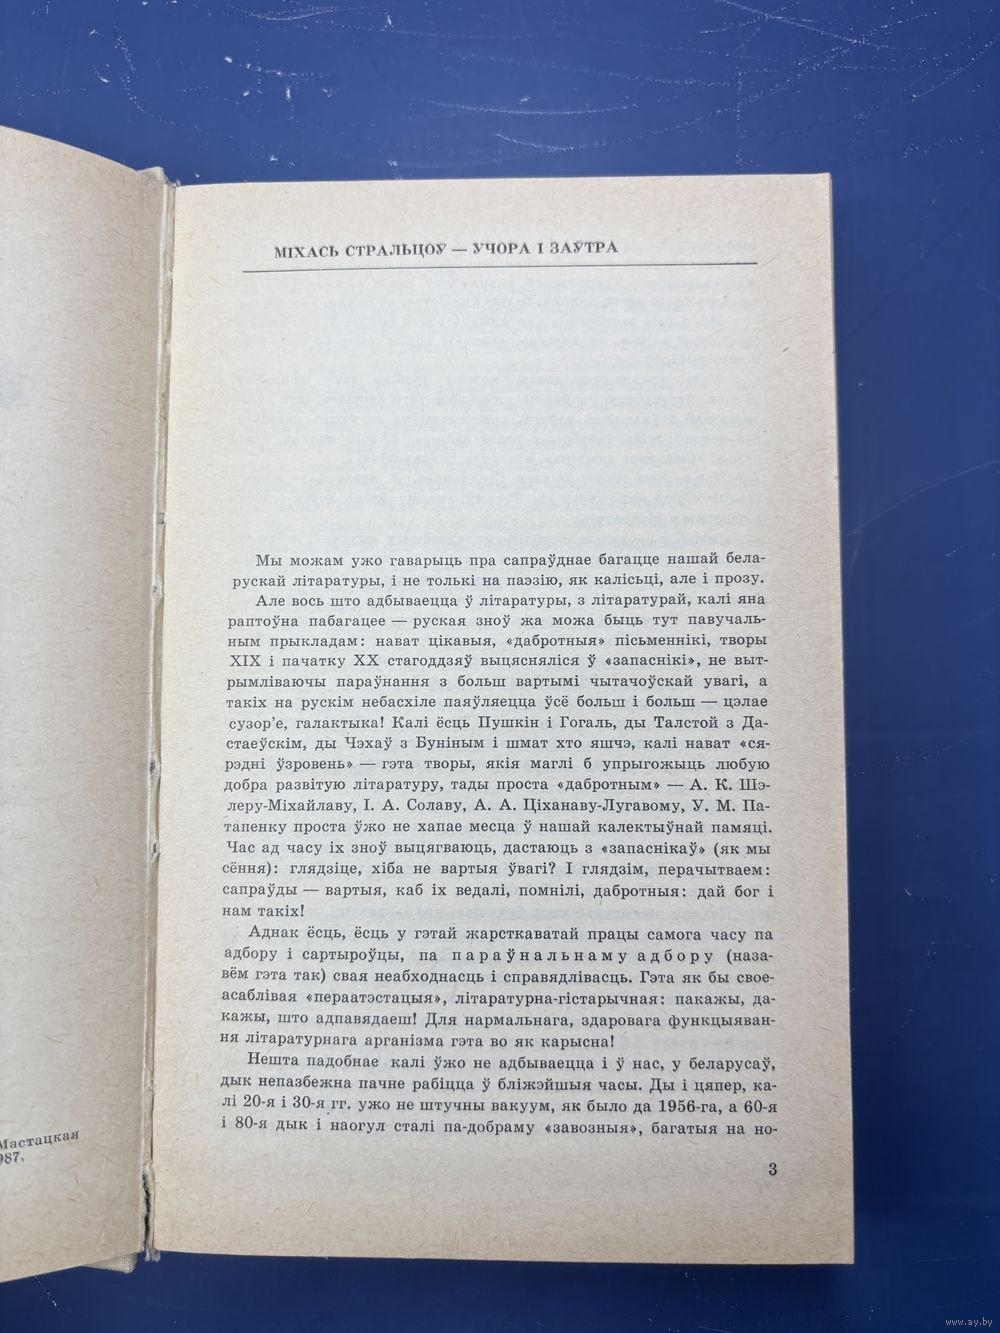 МІХАСЬ СТРАЛЬЦОЎ — УЧОРА І ЗАЎТРА
Мы можам ужо гаварыць пра сапраўднае багацце нашай бела-
рускай літаратуры, і не толькі на паэзію, як калісьці, але і прозу.
Але вось што адбываецца ў літаратуры, з літаратурай, калі яна
раптоўна пабагацее — руская зноў жа можа быць тут павучаль-
ным прыкладам: нават цікавыя, «дабротныя» пісьменнікі, творы
XIX і пачатку XX стагоддзяў выцясняліся ў «запаснікі», не выт-
рымліваючы параўнання з больш вартымі чытачоўскай увагі, а
такіх на рускім небасхіле паяўляецца ўсё больш і больш — цэлае
сузор’е, галактыка! Калі ёсць Пушкін і Гогаль, ды Талстой з Да-
стаеўскім, ды Чэхаў з Буніным і шмат хто яшчэ, калі нават «ся-
рэдні ўзровень» — гэта творы, якія маглі б упрыгожыць любую
добра развітую літаратуру, тады проста «дабротным» — А. К. Шэ-
леру-Міхайлаву, І. А. Солаву, А. А. Ціханаву-Лугавому, У. М. Па-
тапенку проста ўжо не хапае месца ў нашай калектыўнай памяці.
Час ад часу іх зноў выцягваюць, дастаюць з «запаснікаў» (як мы
сёння): глядзіце, хіба не вартыя ўвагі? І глядзім, перачытваем:
сапраўды — вартыя, каб іх ведалі, помнілі, дабротныя: дай бог і
нам такіх!
Аднак ёсць, ёсць у гэтай жарсткаватай працы самога часу па
адбору і сартыроўцы, па параўнальнаму адбору (наза-
вём гэта так) свая неабходнасць і справядлівасць. Гэта як бы свое-
асаблівая «пераатэстацыя», літаратурна-гістарычная: пакажы, да-
кажы, што адпавядаеш! Для нармальнага, здаровага функцыяван-
ня літаратурнага арганізма гэта во як карысна!
Нешта падобнае калі ўжо не адбываецца і ў нас, у беларусаў,
дык непазбежна пачне рабіцца ў бліжэйшыя часы. Ды і цяпер, ка-
лі 20-я і 30-я гг. ужо не штучны вакуум, як было да 1956-га, а 60-я
і 80-я дык і наогул сталі па-добраму «завозныя», багатыя на но-
3
Мастацкая
987.
www.ay.by